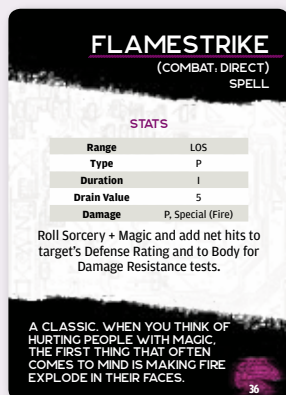 FLAMESTRIKE
(COMBAT: DIRECT)
SPELL
STATS
Range LOS
Type P
Duration I
Drain Value 5
Damage P, Special (Fire)
Roll Sorcery + Magic and add net hits to
target's Defense Rating and to Body for
Damage Resistance tests.
A CLASSIC. WHEN YOU THINK OF
HURTING PEOPLE WITH MAGIC,
THE FIRST THING THAT OFTEN
COMES TO MIND IS MAKING FIRE
EXPLODE IN THEIR FACES.
36